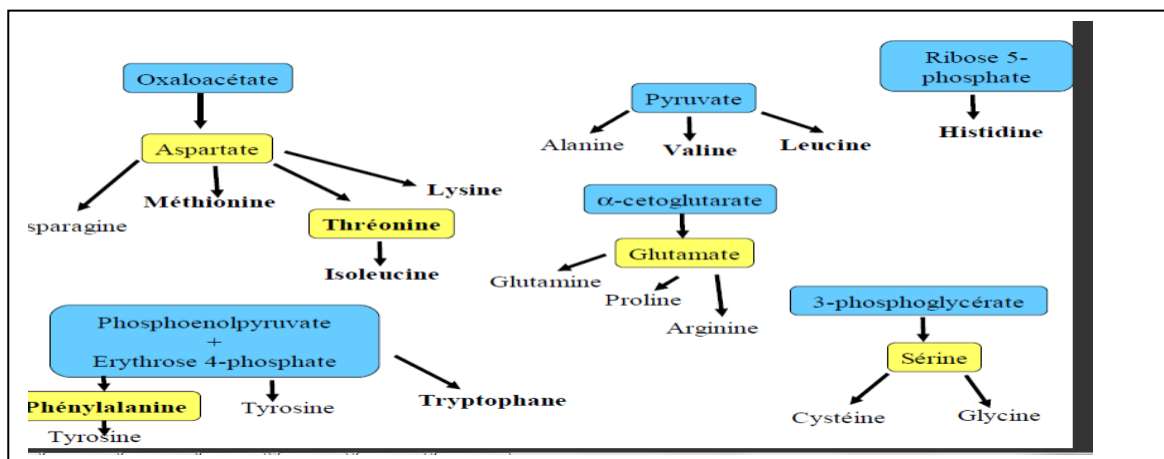 Oxaloacétate
Aspartate
sparagine
Méthionine
Lysine
Thréonine
Isoleucine
Pyruvate
Alanine
Valine
Leucine
Ribose 5-
phosphate
Histidine
α-cetoglutarate
Glutamate
Glutamine
Proline
Arginine
Phosphoenolpyruvate
+
Erythrose 4-phosphate
Phénylalanine
Tyrosine
Tyrosine
Tryptophane
3-phosphoglycérate
Sérine
Cystéine
Glycine